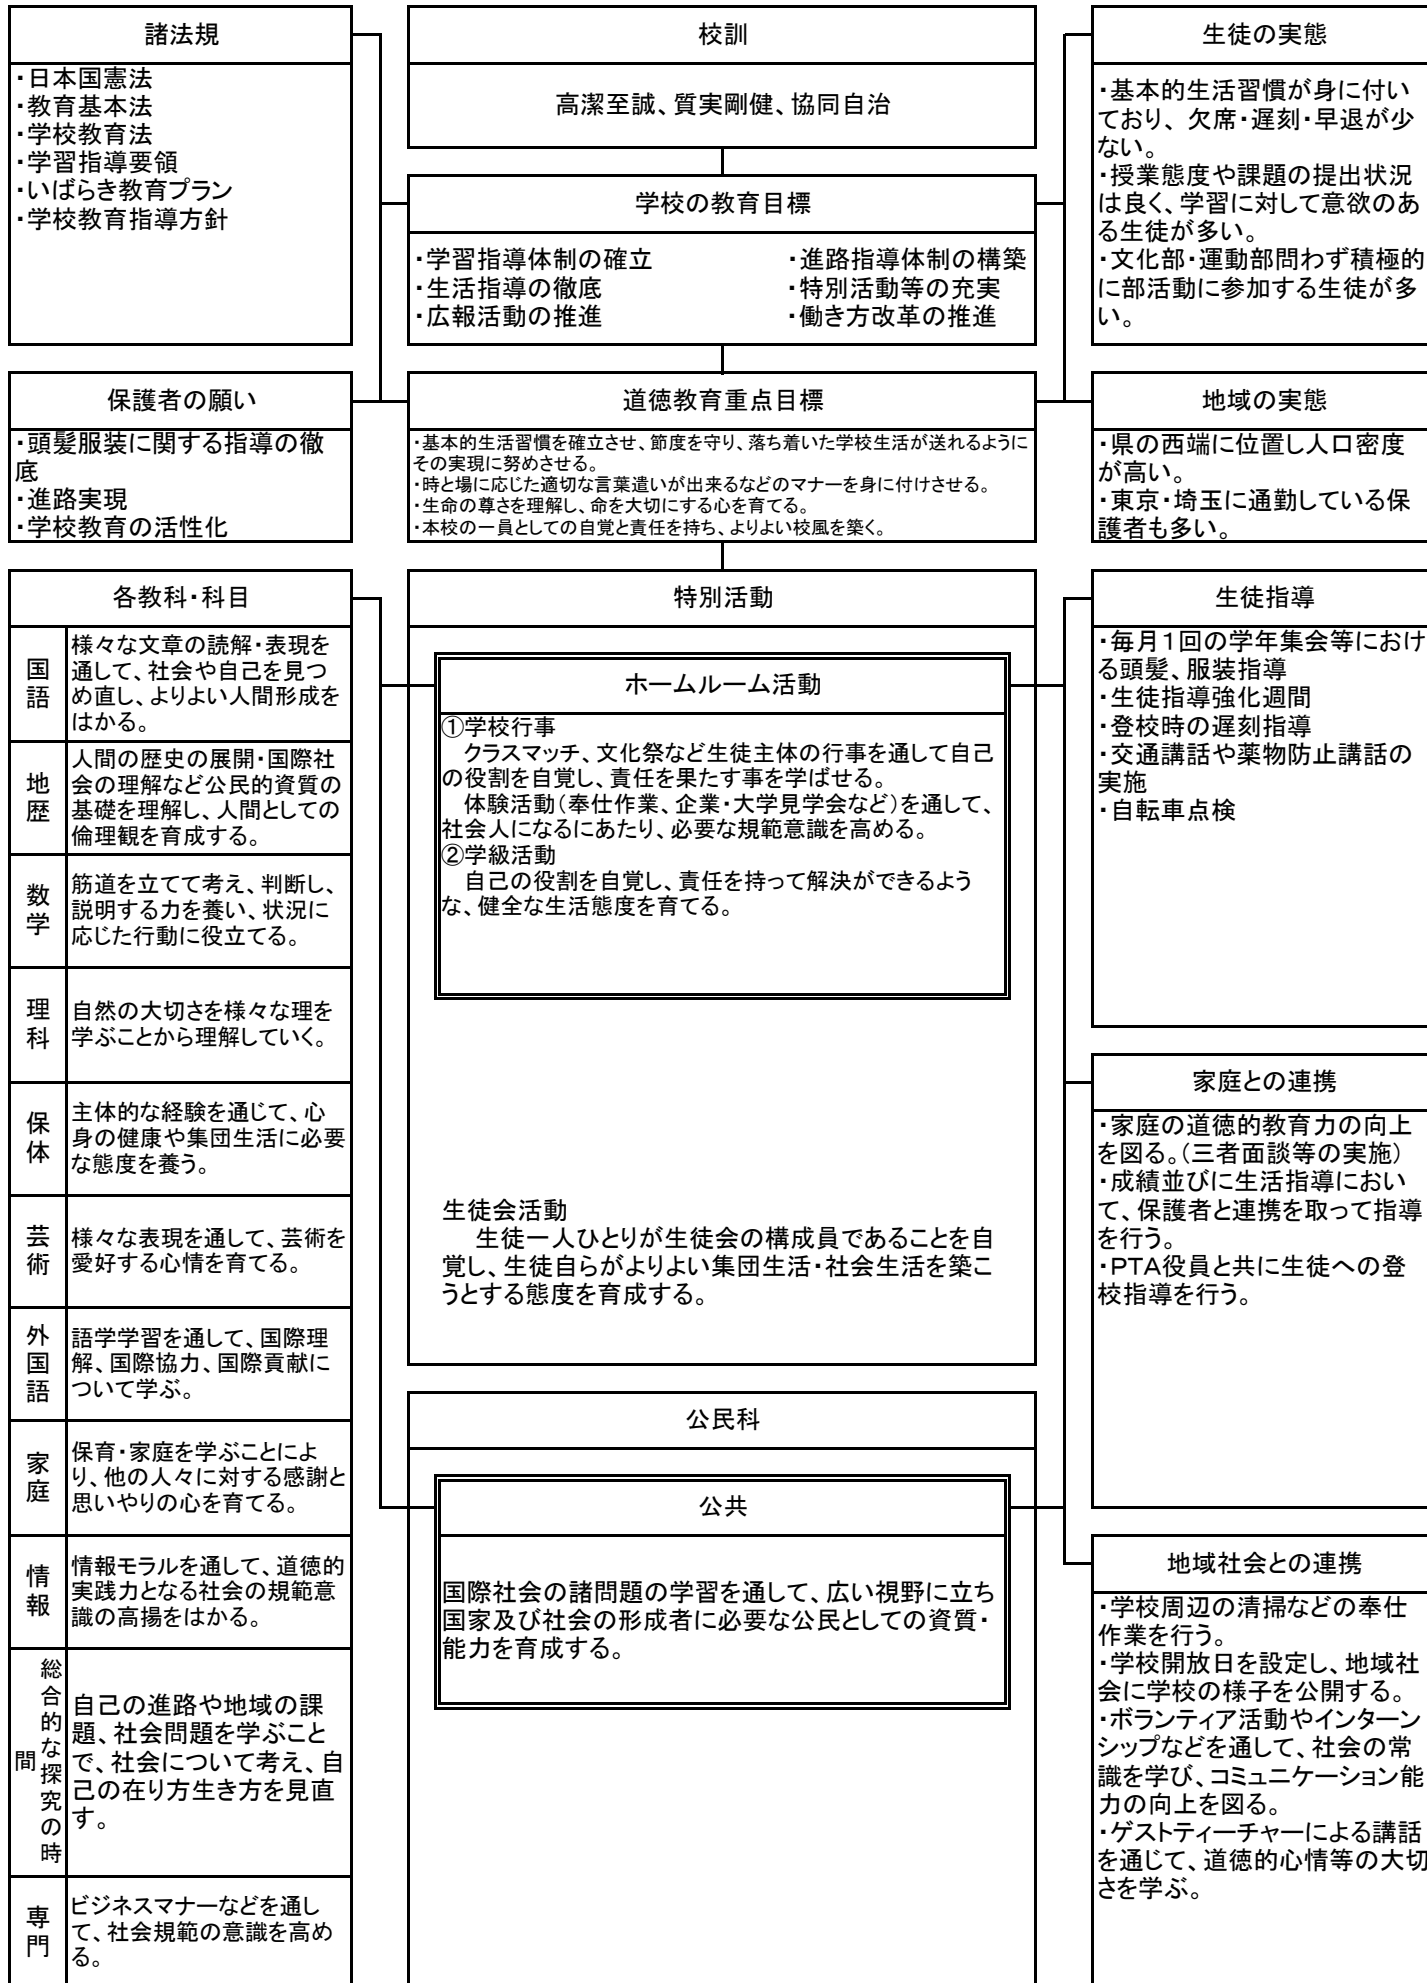 諸法規
・日本国憲法
・教育基本法
・学校教育法
・学習指導要領
・いばらき教育プラン
・学校教育指導方針
校訓
高潔至誠、質実剛健、協同自治
生徒の実態
・基本的生活習慣が身に付い
ており、欠席・遅刻・早退が少
ない。
・授業態度や課題の提出状況
は良く、学習に対して意欲のあ
る生徒が多い。
・文化部・運動部問わず積極的
に部活動に参加する生徒が多
い。
学校の教育目標
・学習指導体制の確立
・生活指導の徹底
・広報活動の推進
・進路指導体制の構築
・特別活動等の充実
・働き方改革の推進
保護者の願い
・頭髪服装に関する指導の徹
底
・進路実現
・学校教育の活性化
道徳教育重点目標
・基本的生活習慣を確立させ、節度を守り、落ち着いた学校生活が送れるように
その実現に努めさせる。
・時と場に応じた適切な言葉遣いが出来るなどのマナーを身に付けさせる。
・生命の尊さを理解し、命を大切にする心を育てる。
・本校の一員としての自覚と責任を持ち、よりよい校風を築く。
地域の実態
・県の西端に位置し人口密度
が高い。
・東京・埼玉に通勤している保
護者も多い。
各教科・科目
国語
様々な文章の読解・表現を
通して、社会や自己を見つ
め直し、よりよい人間形成を
はかる。
地歴
人間の歴史の展開・国際社
会の理解など公民的資質の
基礎を理解し、人間としての
倫理観を育成する。
数学
筋道を立てて考え、判断し、
説明する力を養い、状況に
応じた行動に役立てる。
理科
自然の大切さを様々な理を
学ぶことから理解していく。
保体
主体的な経験を通じて、心
身の健康や集団生活に必要
な態度を養う。
芸術
様々な表現を通して、芸術を
愛好する心情を育てる。
外国語
語学学習を通して、国際理
解、国際協力、国際貢献に
ついて学ぶ。
家庭
保育・家庭を学ぶことによ
り、他の人々に対する感謝と
思いやりの心を育てる。
情報
情報モラルを通して、道徳的
実践力となる社会の規範意
識の高揚をはかる。
総合的な探究の時
間
自己の進路や地域の課
題、社会問題を学ぶこと
で、社会について考え、自
己の在り方生き方を見直
す。
専門
ビジネスマナーなどを通し
て、社会規範の意識を高め
る。
特別活動
ホームルーム活動
①学校行事
クラスマッチ、文化祭など生徒主体の行事を通して自己
の役割を自覚し、責任を果たす事を学ばせる。
体験活動（奉仕作業、企業・大学見学会など）を通して、
社会人になるにあたり、必要な規範意識を高める。
②学級活動
自己の役割を自覚し、責任を持って解決ができるよう
な、健全な生活態度を育てる。
生徒会活動
生徒一人ひとりが生徒会の構成員であることを自
覚し、生徒自らがよりよい集団生活・社会生活を築こ
うとする態度を育成する。
公民科
公共
国際社会の諸問題の学習を通して、広い視野に立ち
国家及び社会の形成者に必要な公民としての資質・
能力を育成する。
生徒指導
・毎月１回の学年集会等におけ
る頭髪、服装指導
・生徒指導強化週間
・登校時の遅刻指導
・交通講話や薬物防止講話の
実施
・自転車点検
家庭との連携
・家庭の道徳的教育力の向上
を図る。（三者面談等の実施）
・成績並びに生活指導におい
て、保護者と連携を取って指導
を行う。
・ＰＴＡ役員と共に生徒への登
校指導を行う。
地域社会との連携
・学校周辺の清掃などの奉仕
作業を行う。
・学校開放日を設定し、地域社
会に学校の様子を公開する。
・ボランティア活動やインターン
シップなどを通して、社会の常
識を学び、コミュニケーション能
力の向上を図る。
・ゲストティーチャーによる講話
を通じて、道徳的心情等の大切
さを学ぶ。